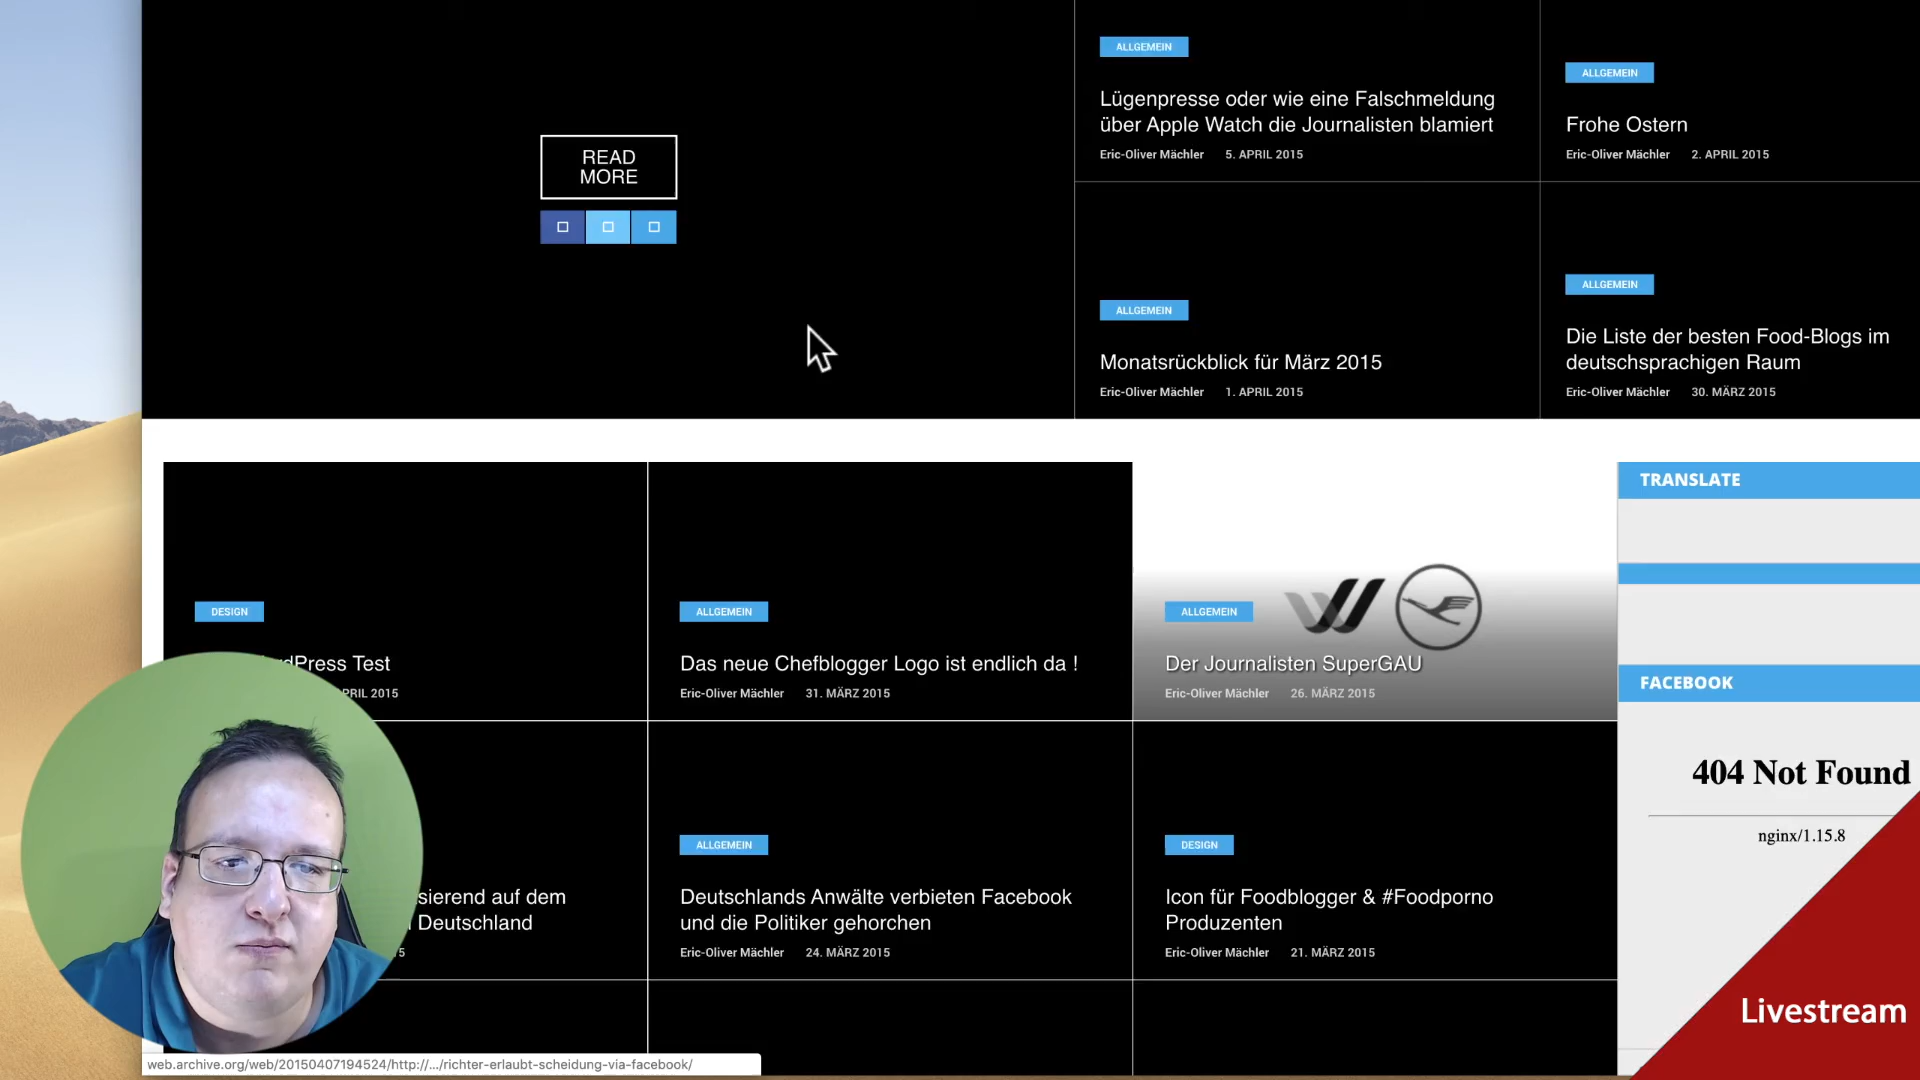 READ
MORE
ALLGEMEIN
Lügenpresse oder wie eine Falschmeldung
über Apple Watch die Journalisten blamiert
Eric-Oliver Mächler 5. APRIL 2015
ALLGEMEIN
Frohe Ostern
Eric-Oliver Mächler 2. APRIL 2015
ALLGEMEIN
Monatsrückblick für März 2015
Eric-Oliver Mächler 1. APRIL 2015
ALLGEMEIN
Die Liste der besten Food-Blogs im
deutschsprachigen Raum
Eric-Oliver Mächler 30. MÄRZ 2015
DESIGN
dPress Test
PRIL 2015
ALLGEMEIN
Das neue Chefblogger Logo ist endlich da !
Eric-Oliver Mächler 31. MÄRZ 2015
ALLGEMEIN
Der Journalisten SuperGAU
Eric-Oliver Mächler 26. MÄRZ 2015
sierend auf dem
Deutschland
5
ALLGEMEIN
Deutschlands Anwälte verbieten Facebook
und die Politiker gehorchen
Eric-Oliver Mächler 24. MÄRZ 2015
DESIGN
Icon für Foodblogger & #Foodporno
Produzenten
Eric-Oliver Mächler 21. MÄRZ 2015
TRANSLATE
FACEBOOK
404 Not Found
nginx/1.15.8
Livestream
web.archive.org/web/20150407194524/http://.../richter-erlaubt-scheidung-via-facebook/